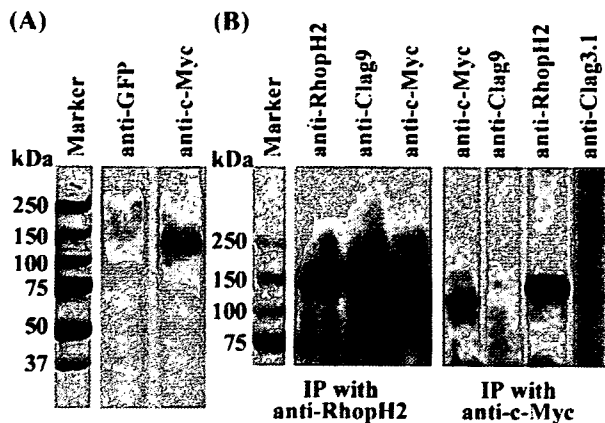 (A)
kDa
Marker
anti-GFP
anti-c-Myc
250
150
100
75
50
37
(B)
kDa
Marker
anti-RhopH2
anti-Clag9
anti-c-Myc
250
150
100
75
IP with
anti-RhopH2
anti-c-Myc
anti-Clag9
anti-RhopH2
anti-Clag3.1
IP with
anti-c-Myc